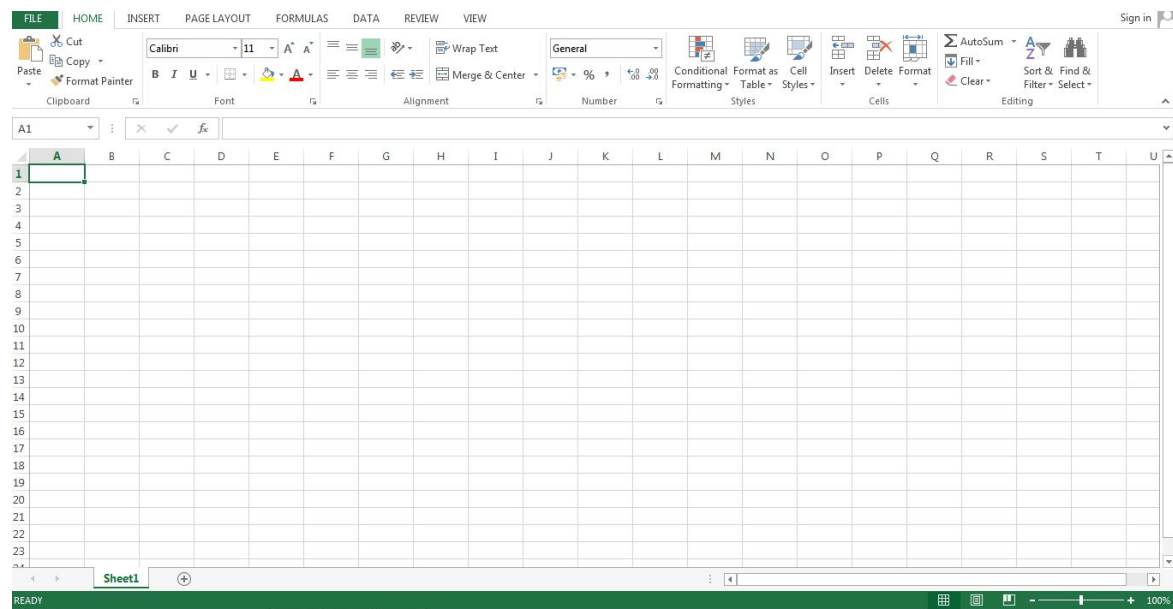 FILE HOME INSERT PAGE LAYOUT FORMULAS DATA REVIEW VIEW Sign in
Cut
Copy
Format Painter
Paste
Clipboard
Calibri 11
B I U
Font
Wrap Text
Merge & Center
Alignment
General
% ,
Number
Conditional Formatting
Format as Table
Cell Styles
Styles
Insert Delete Format
Cells
AutoSum
Fill
Clear
Sort & Filter
Find & Select
Editing
A1 fx
A B C D E F G H I J K L M N O P Q R S T U
1
2
3
4
5
6
7
8
9
10
11
12
13
14
15
16
17
18
19
20
21
22
23
Sheet1
READY 100%